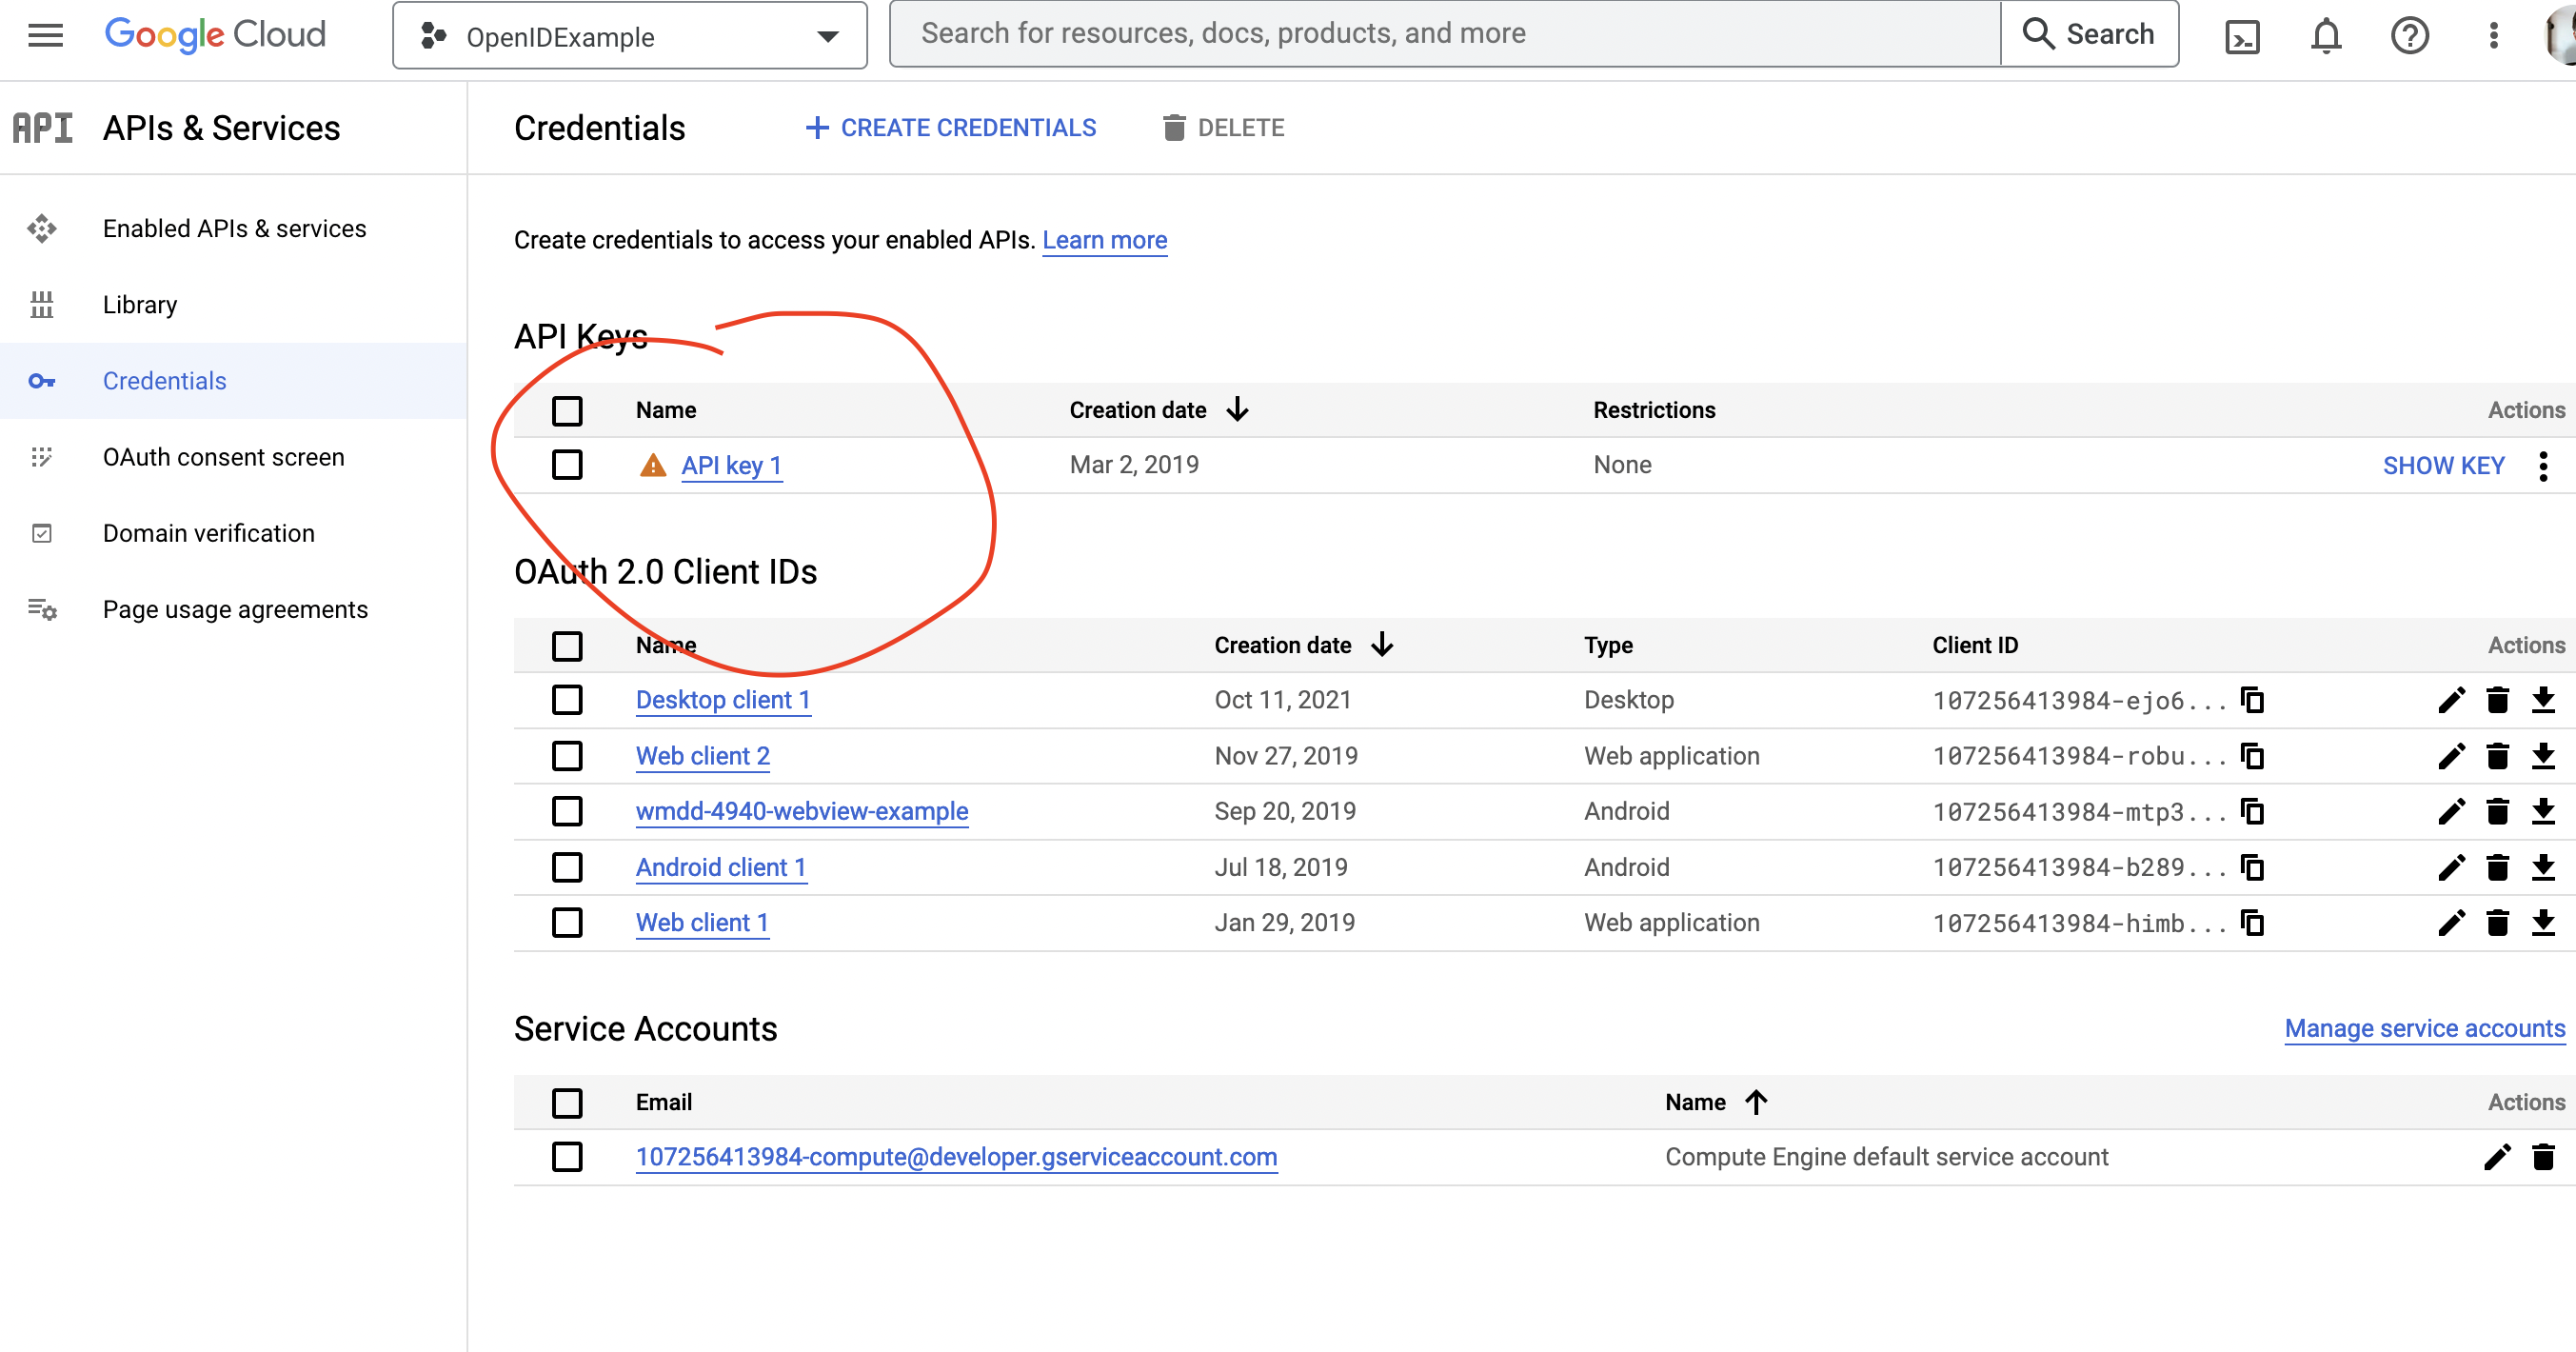 Google Cloud OpenIDExample Search for resources, docs, products, and more Search
API APIs & Services Credentials CREATE CREDENTIALS DELETE
Enabled APIs & services
Library
Credentials
OAuth consent screen
Domain verification
Page usage agreements
Create credentials to access your enabled APIs. Learn more
API Keys
Name Creation date Restrictions Actions
API key 1 Mar 2, 2019 None SHOW KEY
OAuth 2.0 Client IDs
Name Creation date Type Client ID Actions
Desktop client 1 Oct 11, 2021 Desktop 107256413984-ejo6...
Web client 2 Nov 27, 2019 Web application 107256413984-robu...
wmdd-4940-webview-example Sep 20, 2019 Android 107256413984-mtp3...
Android client 1 Jul 18, 2019 Android 107256413984-b289...
Web client 1 Jan 29, 2019 Web application 107256413984-himb...
Service Accounts Manage service accounts
Email Name Actions
107256413984-compute@developer.gserviceaccount.com Compute Engine default service account